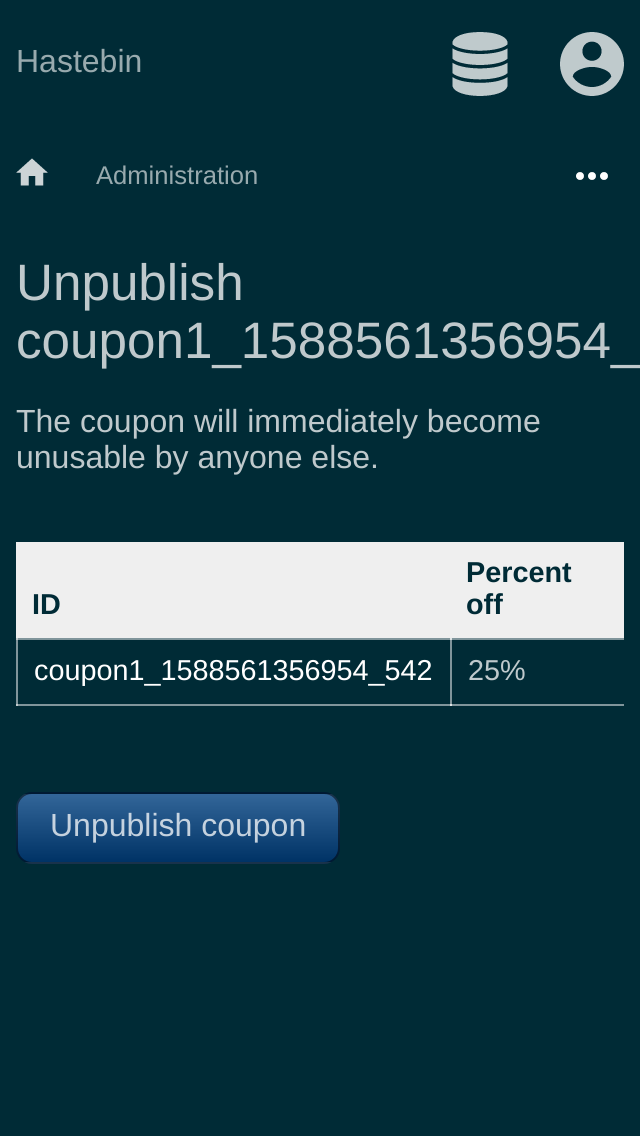 Hastebin
Administration
Unpublish
coupon1_1588561356954_
The coupon will immediately become
unusable by anyone else.
ID
Percent
off
coupon1_1588561356954_542
25%
Unpublish coupon